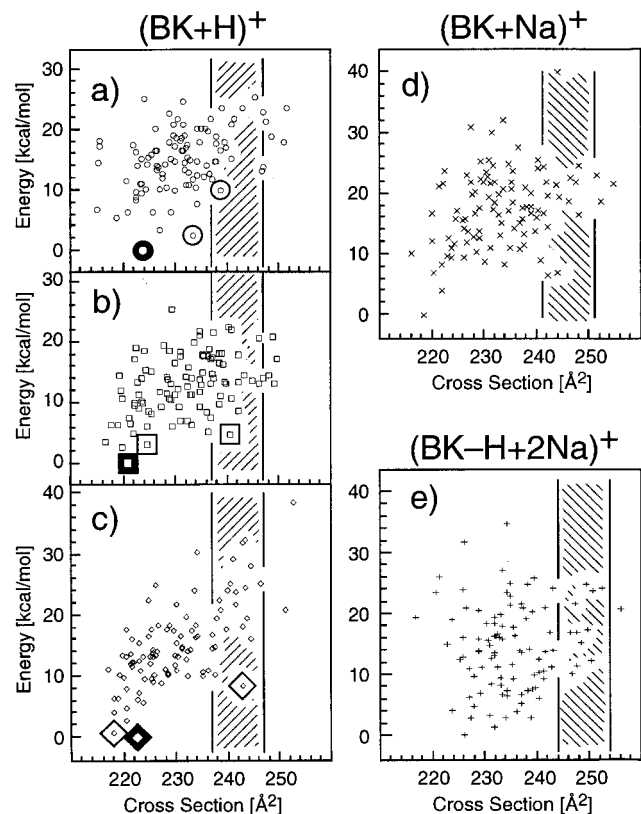 (BK+H)+
(BK+Na)+
a)
Energy [kcal/mol]
30
20
10
0
b)
Energy [kcal/mol]
30
20
10
0
c)
Energy [kcal/mol]
40
30
20
10
0
220 230 240 250
Cross Section [Å2]
d)
Energy [kcal/mol]
40
30
20
10
0
220 230 240 250
Cross Section [Å2]
(BK–H+2Na)+
e)
Energy [kcal/mol]
40
30
20
10
0
220 230 240 250
Cross Section [Å2]